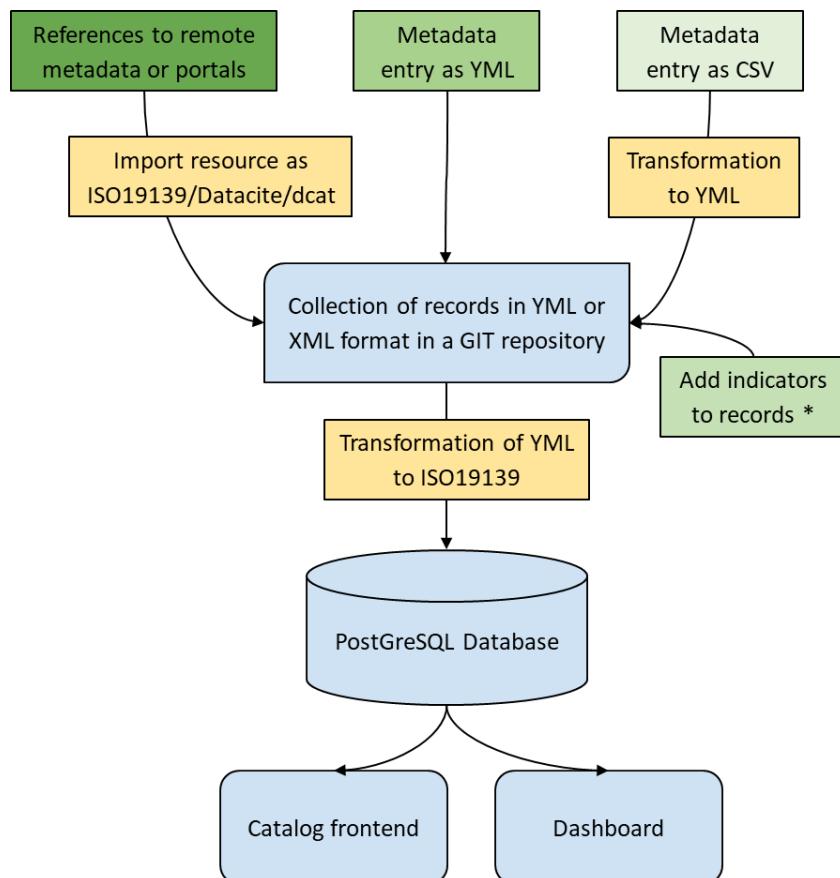 References to remote
metadata or portals
Metadada
entry as YML
Metadata
entry as CSV
Import resource as
ISO19139/Datacite/dcat
Transformation
to YML
Collection of records in YML or
XML format in a GIT repository
Add indicators
to records *
Transformation of YML
to ISO19139
PostGreSQL Database
Catalog frontend
Dashboard